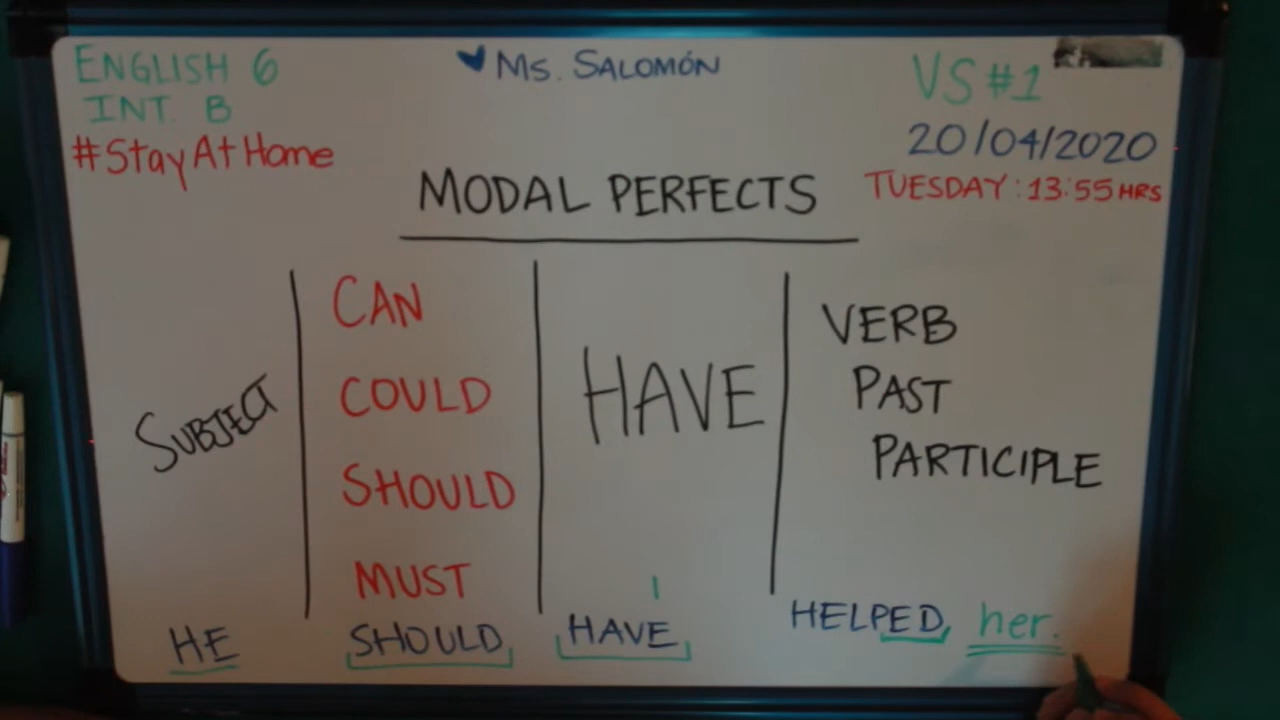 ENGLISH 6
INT. B
#StayAtHome
Ms. SALOMÓN
VS #1
20/04/2020
TUESDAY: 13:55 HRS
MODAL PERFECTS
SUBJECT
CAN
COULD
SHOULD
MUST
HAVE
VERB
PAST
PARTICIPLE
HE SHOULD HAVE HELPED her.